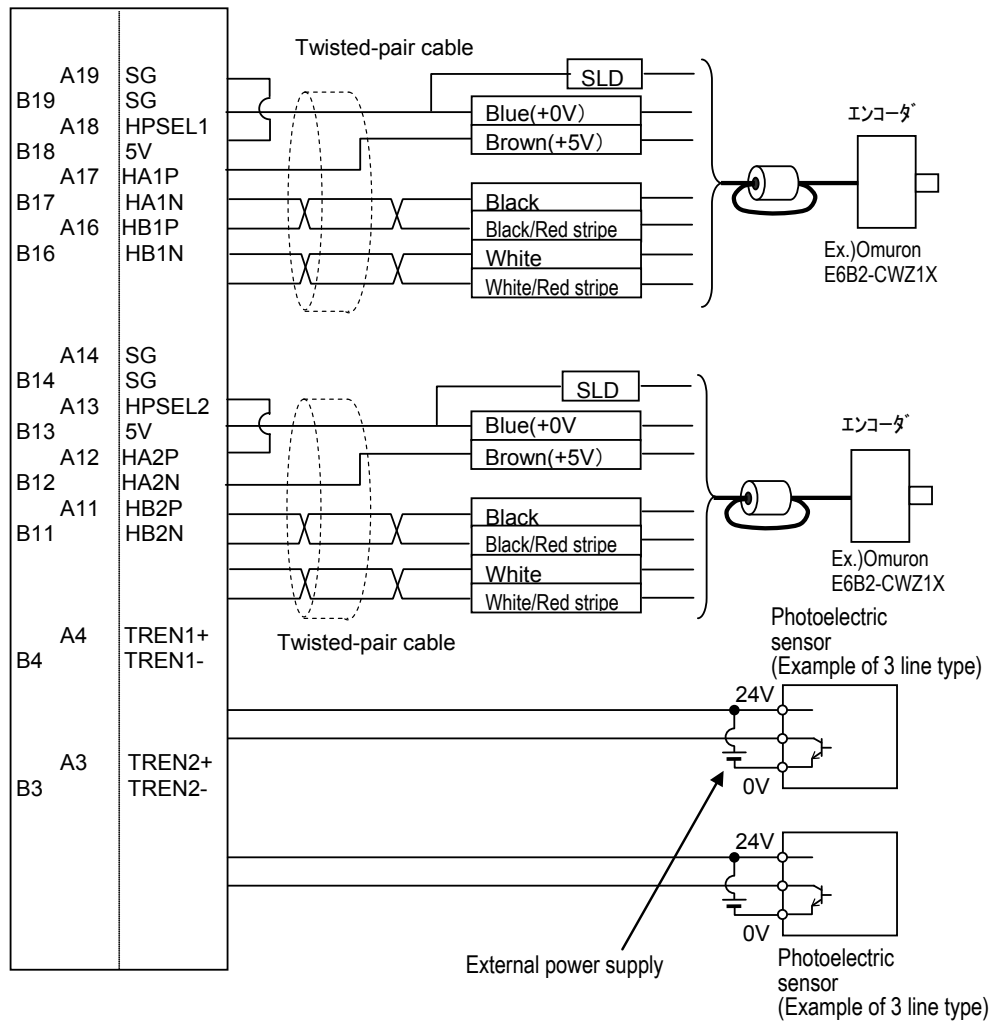 Twisted-pair cable
A19 SG
B19 SG
A18 HPSEL1
B18 5V
A17 HA1P
B17 HA1N
A16 HB1P
B16 HB1N
SLD
Blue(+0V）
Brown(+5V）
Black
Black/Red stripe
White
White/Red stripe
エンコーダ
Ex.)Omuron
E6B2-CWZ1X
A14 SG
B14 SG
A13 HPSEL2
B13 5V
A12 HA2P
B12 HA2N
A11 HB2P
B11 HB2N
SLD
Blue(+0V
Brown(+5V）
Black
Black/Red stripe
White
White/Red stripe
エンコーダ
Ex.)Omuron
E6B2-CWZ1X
Twisted-pair cable
A4 TREN1+
B4 TREN1-
Photoelectric
sensor
(Example of 3 line type)
24V
0V
A3 TREN2+
B3 TREN2-
24V
0V
External power supply
Photoelectric
sensor
(Example of 3 line type)